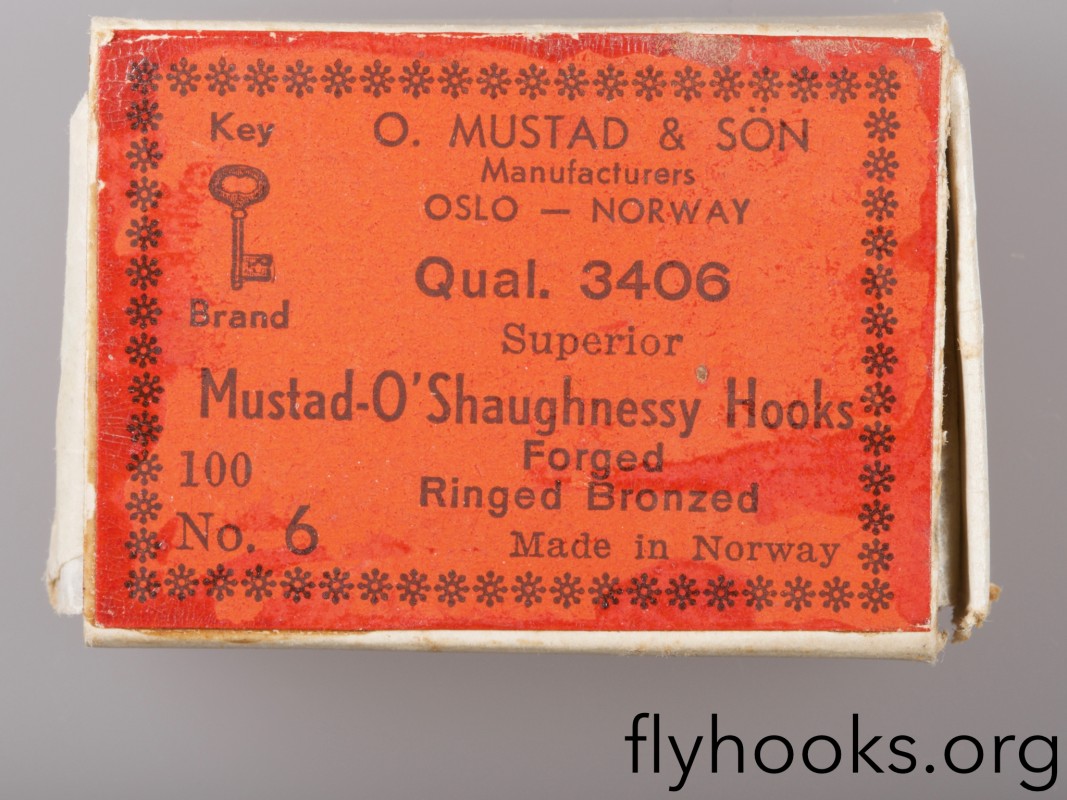 Key
Brand
O. MUSTAD & SÖN
Manufacturers
OSLO — NORWAY
Qual. 3406
Superior
Mustad-O'Shaughnessy Hooks
100
Forged
Ringed Bronzed
No. 6
Made in Norway
flyhooks.org